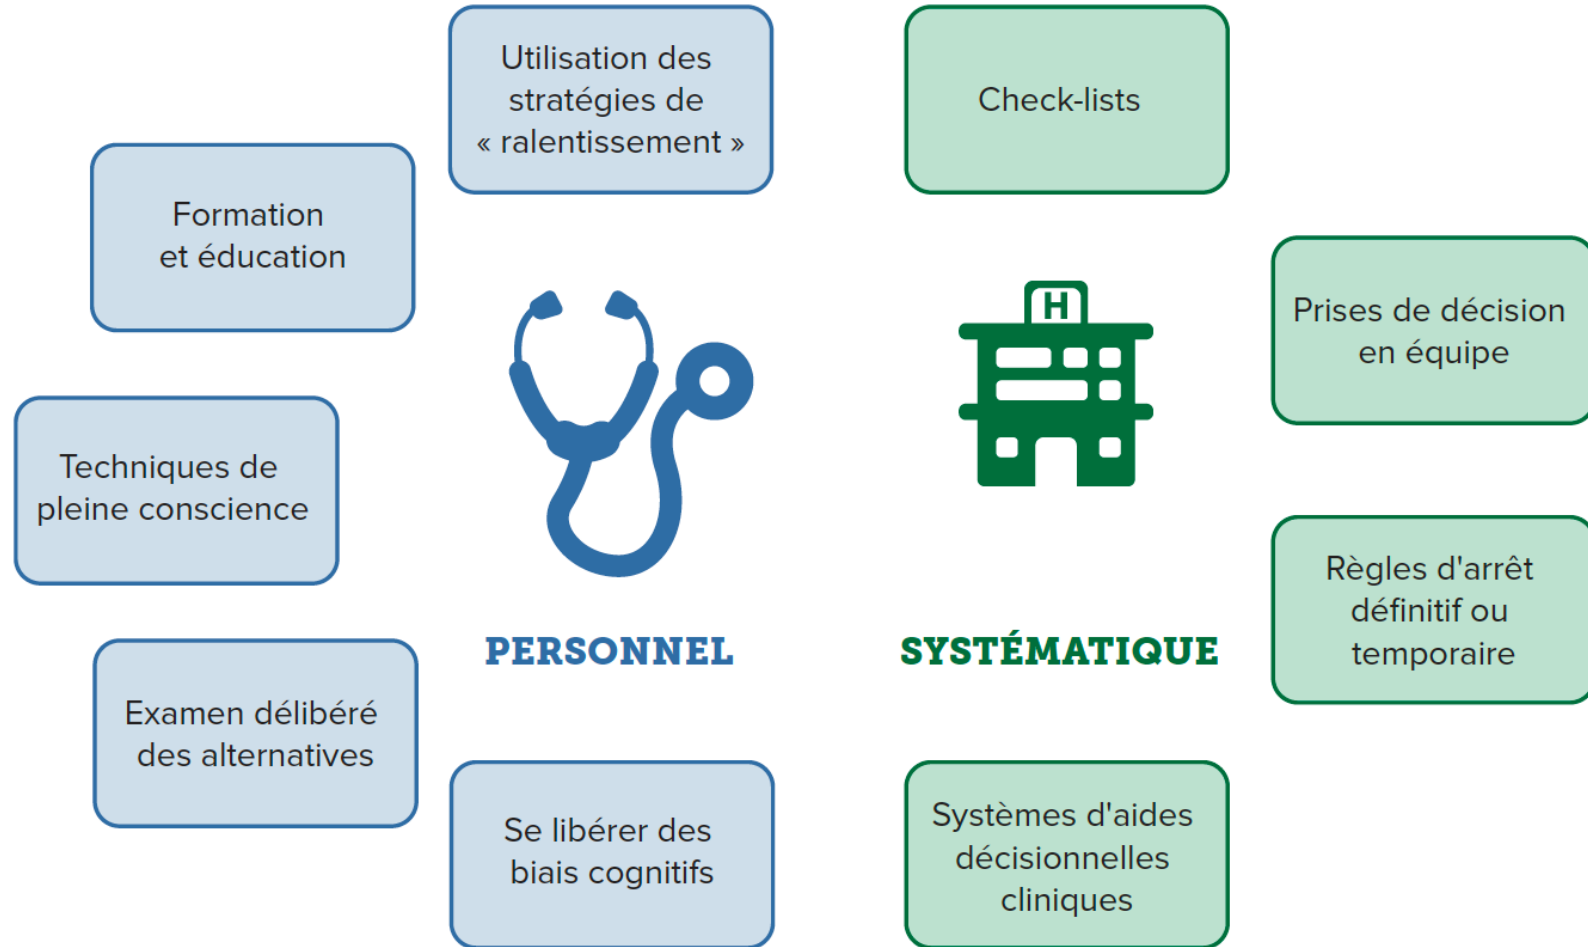 Utilisation des
stratégies de
« ralentissement »
Formation
et éducation
Techniques de
pleine conscience
Examen délibéré
des alternatives
Se libérer des
biais cognitifs
PERSONNEL
Check-lists
H
Prises de décision
en équipe
Règles d'arrêt
définitif ou
temporaire
Systèmes d'aides
décisionnelles
cliniques
SYSTÉMATIQUE